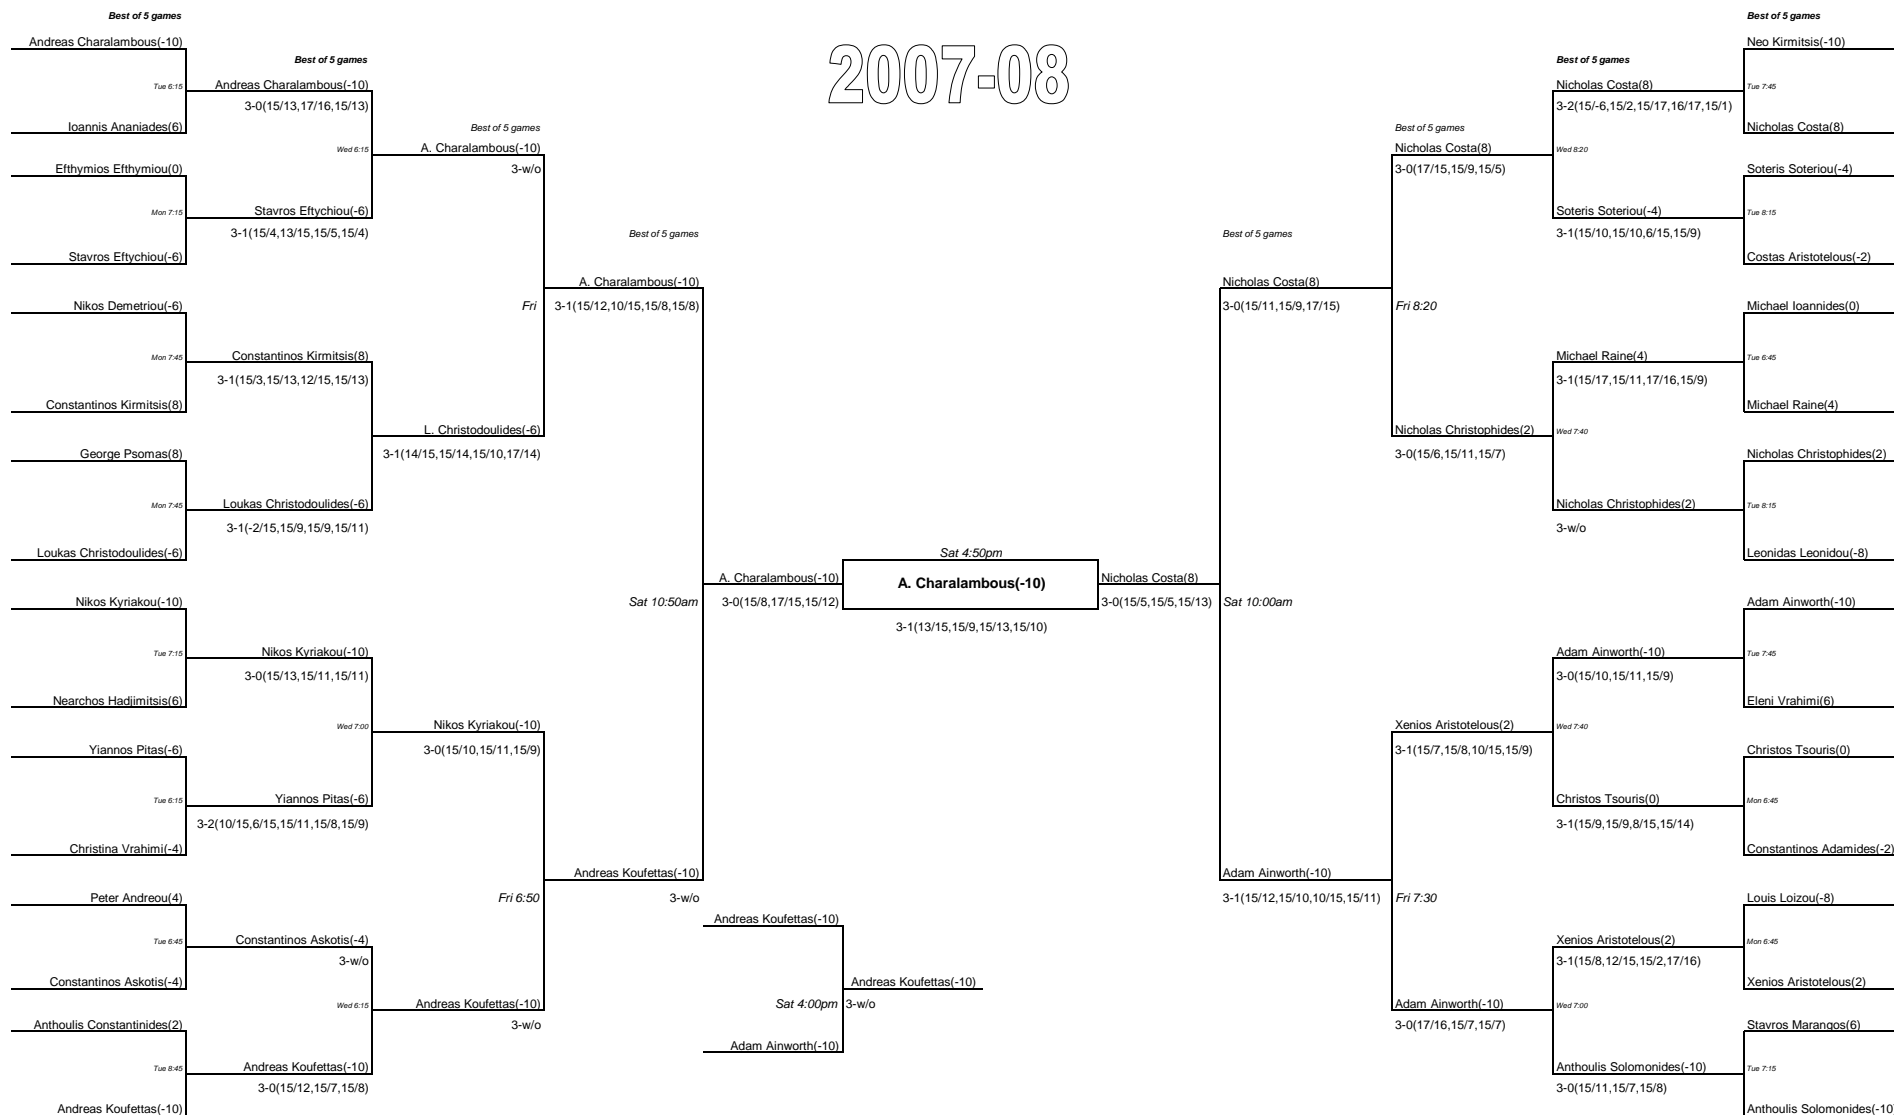 2007-08
Best of 5 games
Andreas Charalambous(-10)
Tue 6:15
Ioannis Ananiades(6)
Efthymios Efthymiou(0)
Mon 7:15
Stavros Eftychiou(-6)
Nikos Demetriou(-6)
Mon 7:45
Constantinos Kirmitsis(8)
George Psomas(8)
Mon 7:45
Loukas Christodoulides(-6)
Nikos Kyriakou(-10)
Tue 7:15
Nearchos Hadjimitsis(6)
Yiannos Pitas(-6)
Tue 6:15
Christina Vrahimi(-4)
Peter Andreou(4)
Tue 6:45
Constantinos Askotis(-4)
Anthoulis Constantinides(2)
Tue 8:45
Andreas Koufettas(-10)
Best of 5 games
Andreas Charalambous(-10)
3-0(15/13,17/16,15/13)
Wed 6:15
Stavros Eftychiou(-6)
3-1(15/4,13/15,15/5,15/4)
Constantinos Kirmitsis(8)
3-1(15/3,15/13,12/15,15/13)
Loukas Christodoulides(-6)
3-1(-2/15,15/9,15/9,15/11)
Nikos Kyriakou(-10)
3-0(15/13,15/11,15/11)
Wed 7:00
Yiannos Pitas(-6)
3-2(10/15,6/15,15/11,15/8,15/9)
Constantinos Askotis(-4)
3-w/o
Wed 6:15
Andreas Koufettas(-10)
3-0(15/12,15/7,15/8)
Best of 5 games
A. Charalambous(-10)
3-w/o
Fri
L. Christodoulides(-6)
3-1(14/15,15/14,15/10,17/14)
Nikos Kyriakou(-10)
3-0(15/10,15/11,15/9)
Fri 6:50
Andreas Koufettas(-10)
3-w/o
Best of 5 games
A. Charalambous(-10)
3-1(15/12,10/15,15/8,15/8)
Sat 10:50am
Andreas Koufettas(-10)
3-w/o
A. Charalambous(-10)
3-0(15/8,17/15,15/12)
Sat 4:50pm
A. Charalambous(-10)
3-1(13/15,15/9,15/13,15/10)
Nicholas Costa(8)
3-0(15/5,15/5,15/13)
Andreas Koufettas(-10)
Sat 4:00pm
Adam Ainworth(-10)
Andreas Koufettas(-10)
3-w/o
Best of 5 games
Nicholas Costa(8)
3-0(15/11,15/9,17/15)
Sat 10:00am
Adam Ainworth(-10)
3-1(15/12,15/10,10/15,15/11)
Best of 5 games
Nicholas Costa(8)
3-0(17/15,15/9,15/5)
Fri 8:20
Nicholas Christophides(2)
3-0(15/6,15/11,15/7)
Xenios Aristotelous(2)
3-1(15/7,15/8,10/15,15/9)
Fri 7:30
Adam Ainworth(-10)
3-0(17/16,15/7,15/7)
Best of 5 games
Nicholas Costa(8)
3-2(15/-6,15/2,15/17,16/17,15/1)
Wed 8:20
Soteris Soteriou(-4)
3-1(15/10,15/10,6/15,15/9)
Michael Raine(4)
3-1(15/17,15/11,17/16,15/9)
Wed 7:40
Nicholas Christophides(2)
3-w/o
Adam Ainworth(-10)
3-0(15/10,15/11,15/9)
Wed 7:40
Christos Tsouris(0)
3-1(15/9,15/9,8/15,15/14)
Xenios Aristotelous(2)
3-1(15/8,12/15,15/2,17/16)
Wed 7:00
Anthoulis Solomonides(-10)
3-0(15/11,15/7,15/8)
Best of 5 games
Neo Kirmitsis(-10)
Tue 7:45
Nicholas Costa(8)
Soteris Soteriou(-4)
Tue 8:15
Costas Aristotelous(-2)
Michael Ioannides(0)
Tue 6:45
Michael Raine(4)
Nicholas Christophides(2)
Tue 8:15
Leonidas Leonidou(-8)
Adam Ainworth(-10)
Tue 7:45
Eleni Vrahimi(6)
Christos Tsouris(0)
Mon 6:45
Constantinos Adamides(-2)
Louis Loizou(-8)
Mon 6:45
Xenios Aristotelous(2)
Stavros Marangos(6)
Tue 7:15
Anthoulis Solomonides(-10)